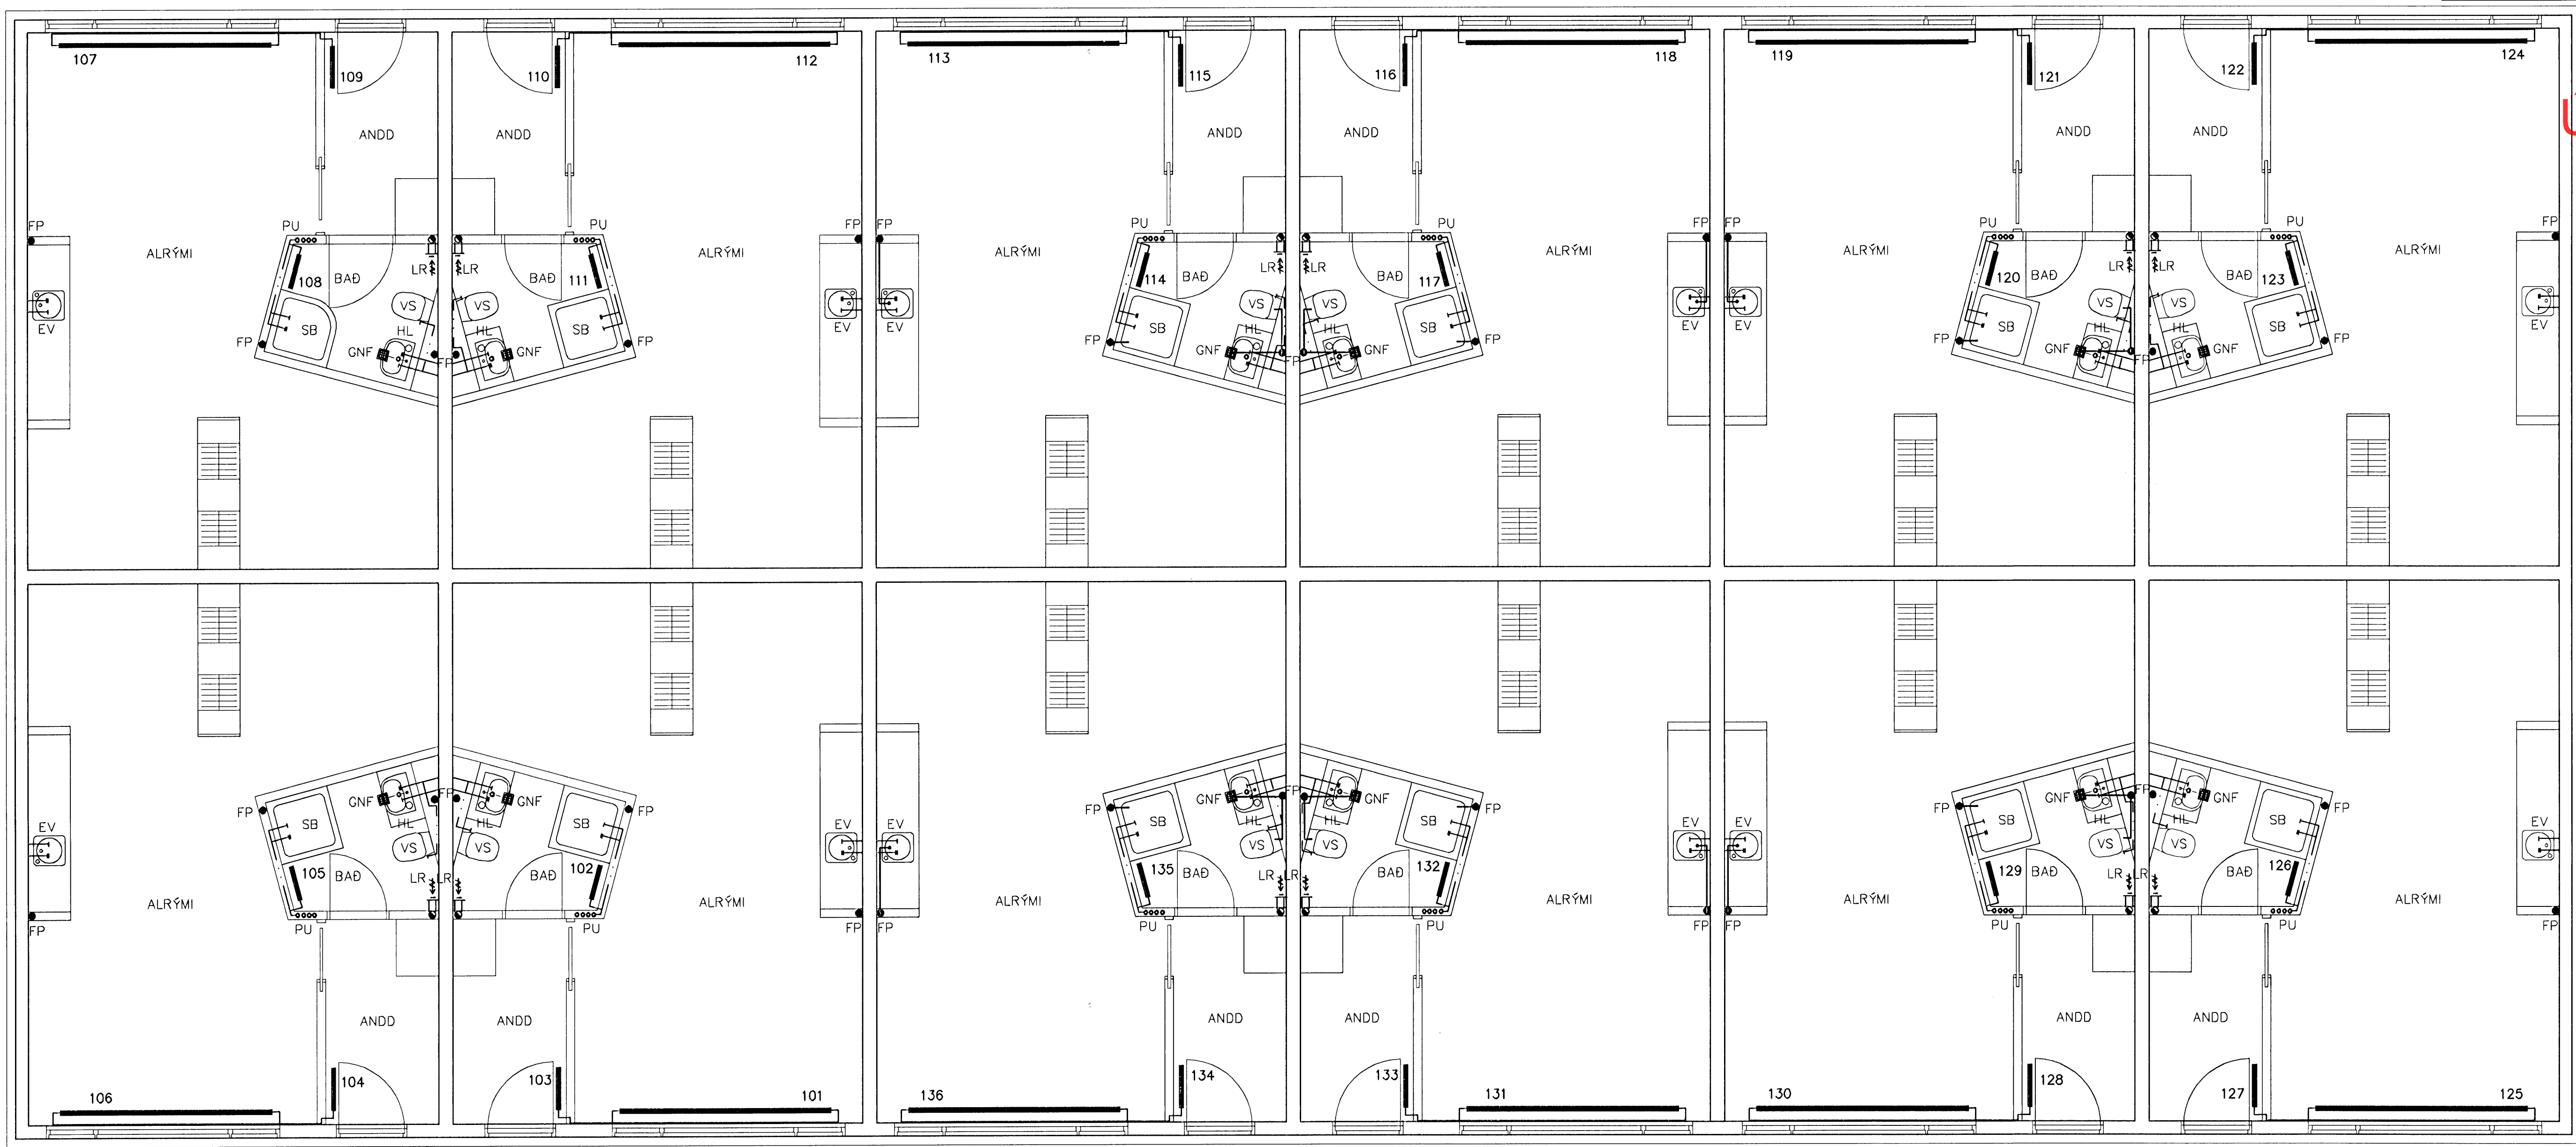 107 109 110 112 113 115 116 118 119 121 122 124
ANDD ANDD ANDD ANDD ANDD ANDD
FP PU PU FP FP PU PU FP FP PU PU FP
ALRÝMI ALRÝMI ALRÝMI ALRÝMI ALRÝMI ALRÝMI
108 BAÐ LR LR BAÐ 111 114 BAÐ LR LR BAÐ 117 120 BAÐ LR LR BAÐ 123
EV SB VS VS SB EV EV SB VS VS SB EV EV SB VS VS SB EV
HL HL HL HL HL HL
FP GNF FP GNF FP FP GNF FP GNF FP FP GNF FP GNF FP
FP GNF FP GNF FP FP GNF FP GNF FP FP GNF FP GNF FP
HL HL HL HL HL HL
EV SB VS VS SB EV EV SB VS VS SB EV EV SB VS VS SB EV
105 BAÐ LR LR BAÐ 102 135 BAÐ LR LR BAÐ 132 129 BAÐ LR LR BAÐ 126
ALRÝMI ALRÝMI ALRÝMI ALRÝMI ALRÝMI ALRÝMI
FP PU PU FP FP PU PU FP FP PU PU FP
ANDD ANDD ANDD ANDD ANDD ANDD
106 104 103 101 136 134 133 131 130 128 127 125